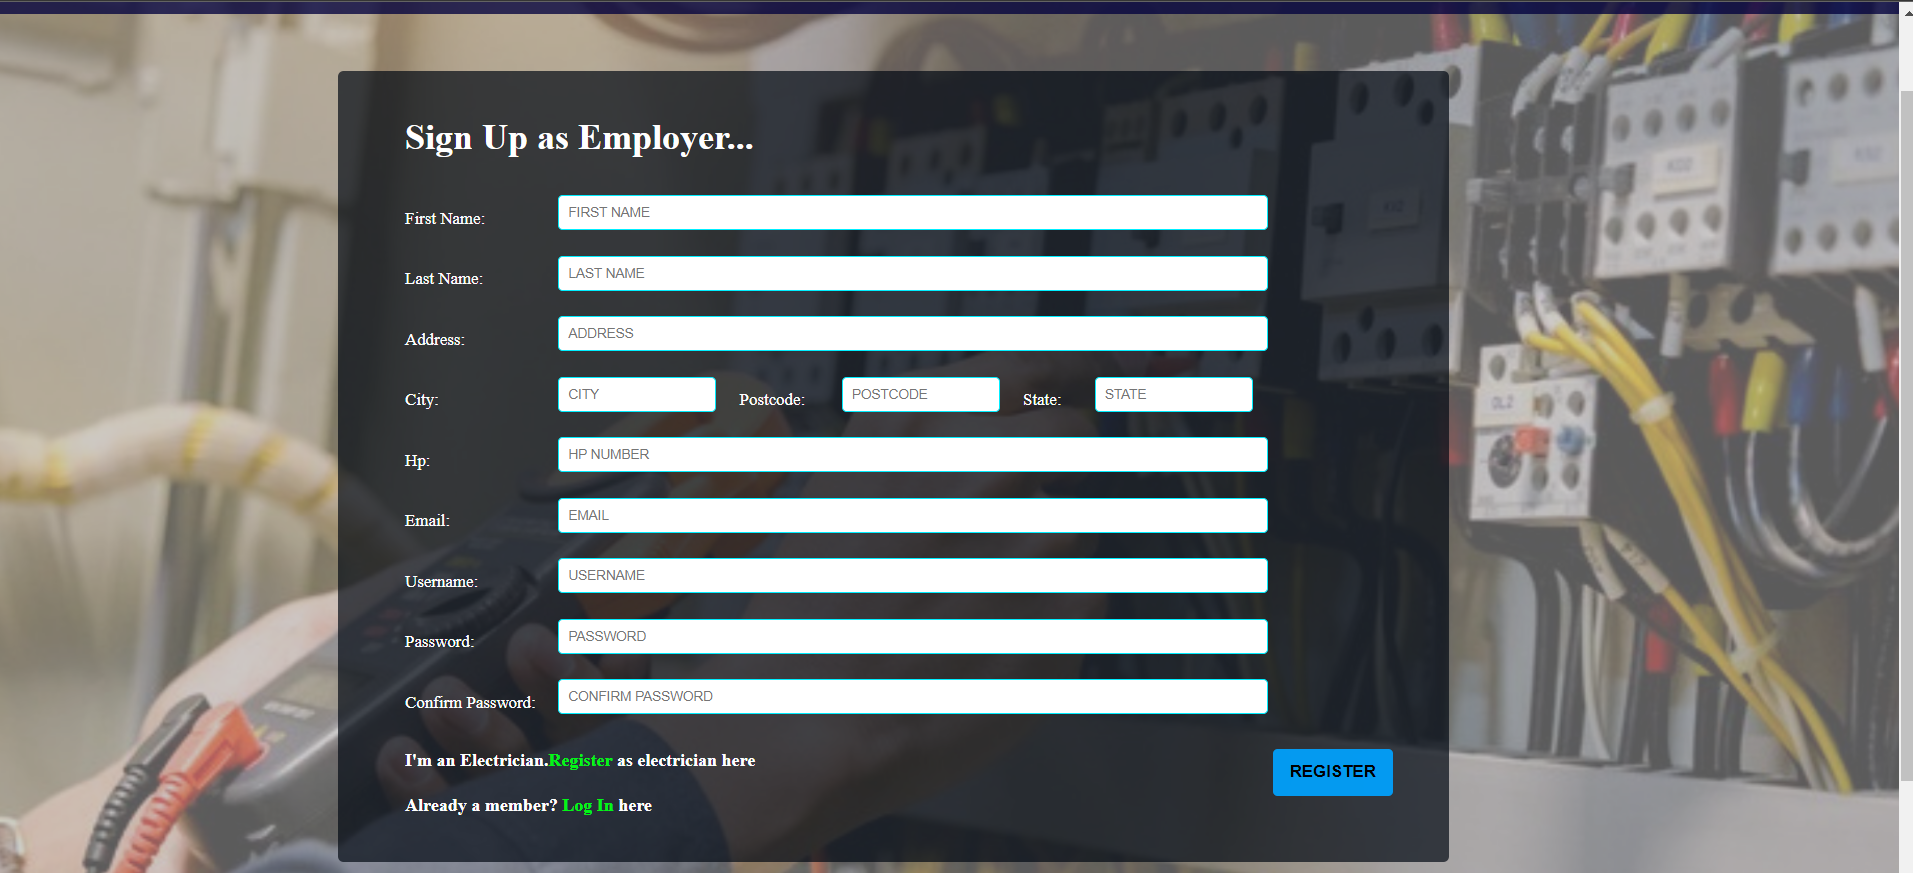 Sign Up as Employer...
First Name: FIRST NAME
Last Name: LAST NAME
Address: ADDRESS
City: CITY Postcode: POSTCODE State: STATE
Hp: HP NUMBER
Email: EMAIL
Username: USERNAME
Password: PASSWORD
Confirm Password: CONFIRM PASSWORD
I'm an Electrician.Register as electrician here
REGISTER
Already a member? Log In here